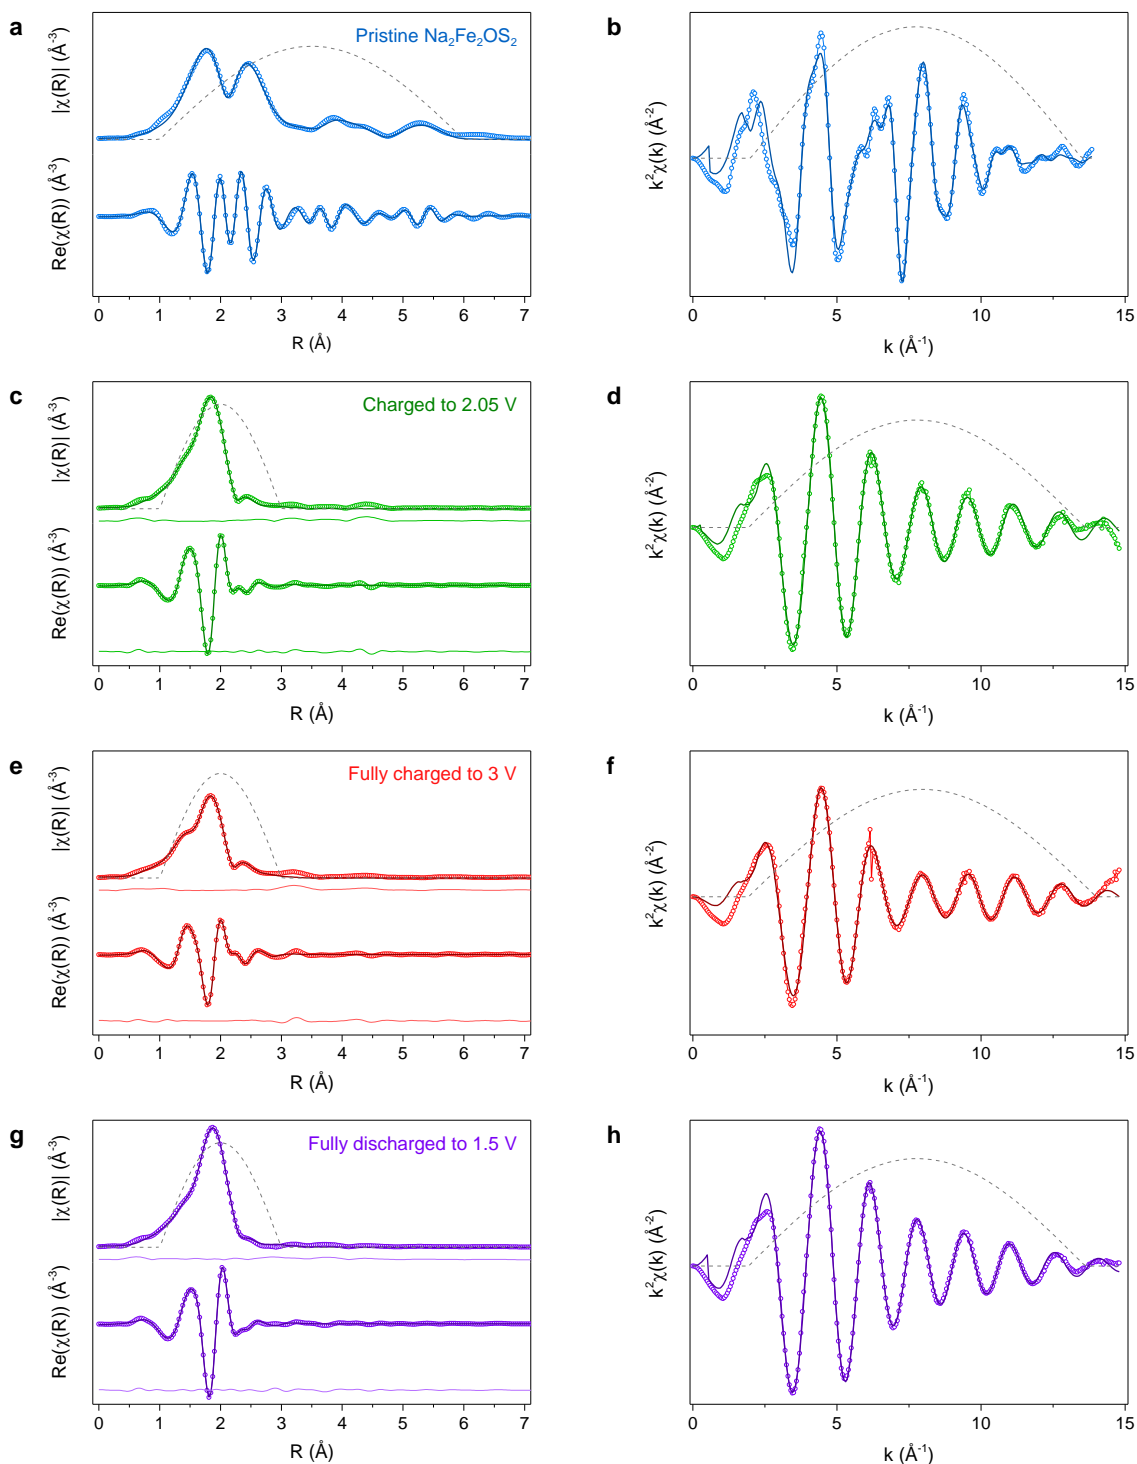 a
Pristine Na₂Fe₂OS₂
|χ(R)| (Å⁻³)
Re(χ(R)) (Å⁻³)
0 1 2 3 4 5 6 7
R (Å)
b
k²χ(k) (Å⁻²)
0 5 10 15
k (Å⁻¹)
c
Charged to 2.05 V
|χ(R)| (Å⁻³)
Re(χ(R)) (Å⁻³)
0 1 2 3 4 5 6 7
R (Å)
d
k²χ(k) (Å⁻²)
0 5 10 15
k (Å⁻¹)
e
Fully charged to 3 V
|χ(R)| (Å⁻³)
Re(χ(R)) (Å⁻³)
0 1 2 3 4 5 6 7
R (Å)
f
k²χ(k) (Å⁻²)
0 5 10 15
k (Å⁻¹)
g
Fully discharged to 1.5 V
|χ(R)| (Å⁻³)
Re(χ(R)) (Å⁻³)
0 1 2 3 4 5 6 7
R (Å)
h
k²χ(k) (Å⁻²)
0 5 10 15
k (Å⁻¹)